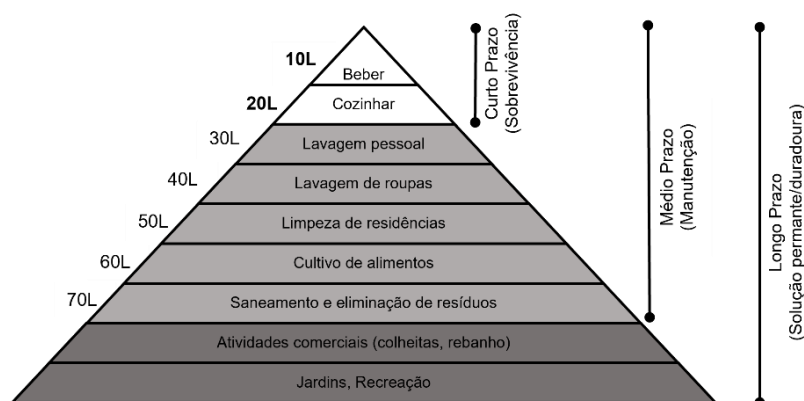 10L
Beber
20L
Cozinhar
30L
Lavagem pessoal
40L
Lavagem de roupas
50L
Limpeza de residências
60L
Cultivo de alimentos
70L
Saneamento e eliminação de resíduos
Atividades comerciais (colheitas, rebanho)
Jardins, Recreação
Curto Prazo
(Sobrevivência)
Médio Prazo
(Manutenção)
Longo Prazo
(Solução permante/duradoura)